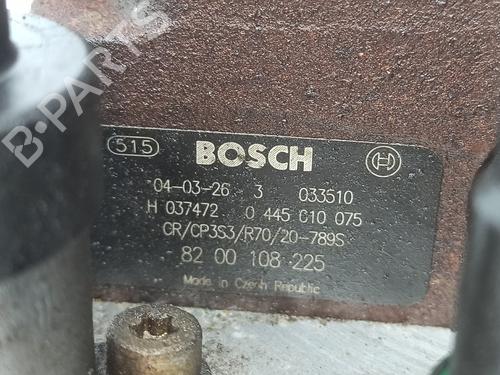 B-PARTS
515 BOSCH
04-03-26 3 033510
H 037472 0 445 010 075
CR/CP3S3/R70/20-789S
82 00 108 225
Made in Czech Republic